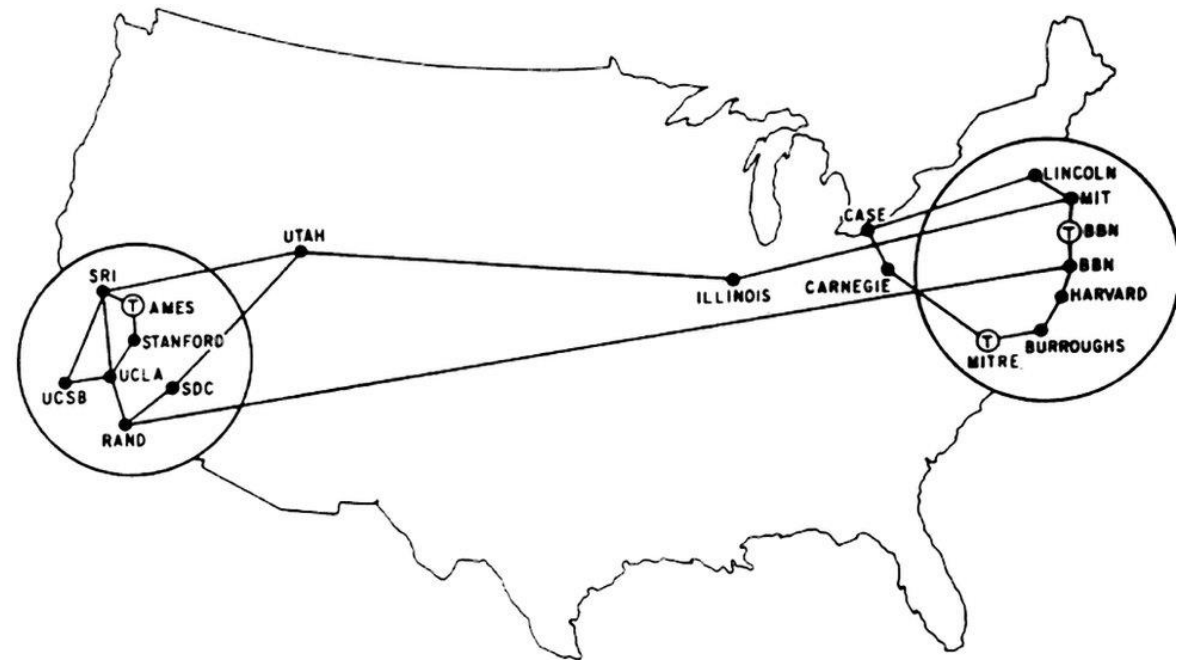 LINCOLN
MIT
CASE
T BBN
UTAH
BBN
SRI
ILLINOIS
CARNEGIE
HARVARD
T AMES
STANFORD
T
BURROUGHS
MITRE
UCLA
SDC
UCSB
RAND